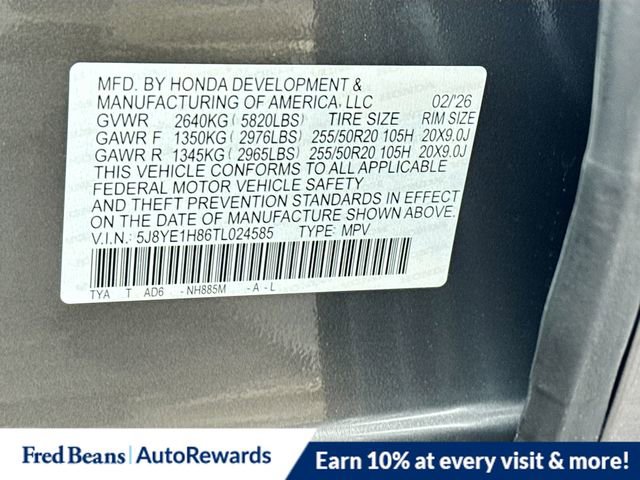 MFD. BY HONDA DEVELOPMENT &
MANUFACTURING OF AMERICA, LLC 02/'26
GVWR 2640KG ( 5820LBS) TIRE SIZE RIM SIZE
GAWR F 1350KG ( 2976LBS) 255/50R20 105H 20X9.0J
GAWR R 1345KG ( 2965LBS) 255/50R20 105H 20X9.0J
THIS VEHICLE CONFORMS TO ALL APPLICABLE
FEDERAL MOTOR VEHICLE SAFETY
AND THEFT PREVENTION STANDARDS IN EFFECT
ON THE DATE OF MANUFACTURE SHOWN ABOVE.
V.I.N.: 5J8YE1H86TL024585 TYPE: MPV
TYA T AD6 - NH885M - A - L
Fred Beans | AutoRewards
Earn 10% at every visit & more!